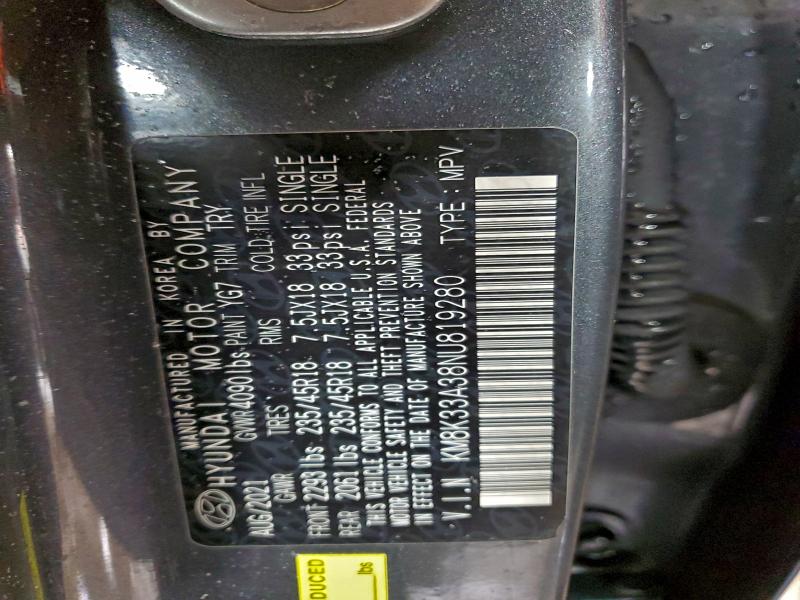 MANUFACTURED IN KOREA BY
HYUNDAI MOTOR COMPANY
AUG/2021 GVWR4090lbs-PAINT YG7 TRIM TRY
GAWR TIRES RIMS COLD TIRE INFL
FRONT 2293 lbs 235/45R18 7.5JX18 33psi SINGLE
REAR 2061 lbs 235/45R18 7.5JX18 33psi SINGLE
THIS VEHICLE CONFORMS TO ALL APPLICABLE U.S.A. FEDERAL
MOTOR VEHICLE SAFETY AND THEFT PREVENTION STANDARDS
IN EFFECT ON THE DATE OF MANUFACTURE SHOWN ABOVE
V.I.N KM8K33A38NU819280 TYPE : MPV
DUCED
lbs